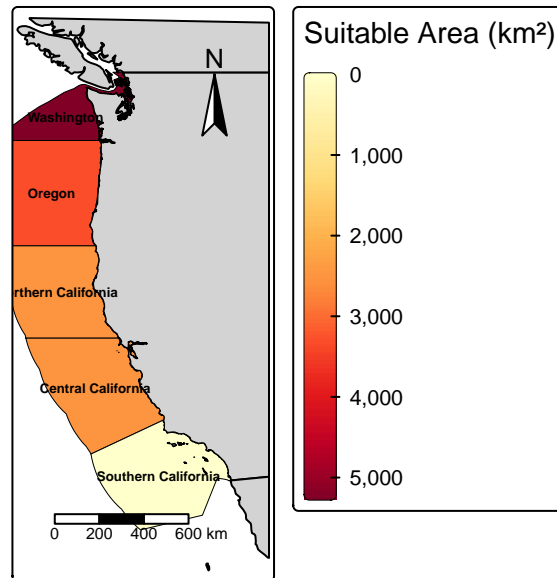 Suitable Area (km²)
N
0
1,000
2,000
3,000
4,000
5,000
Washington
Oregon
rthern California
Central California
Southern California
0 200 400 600 km